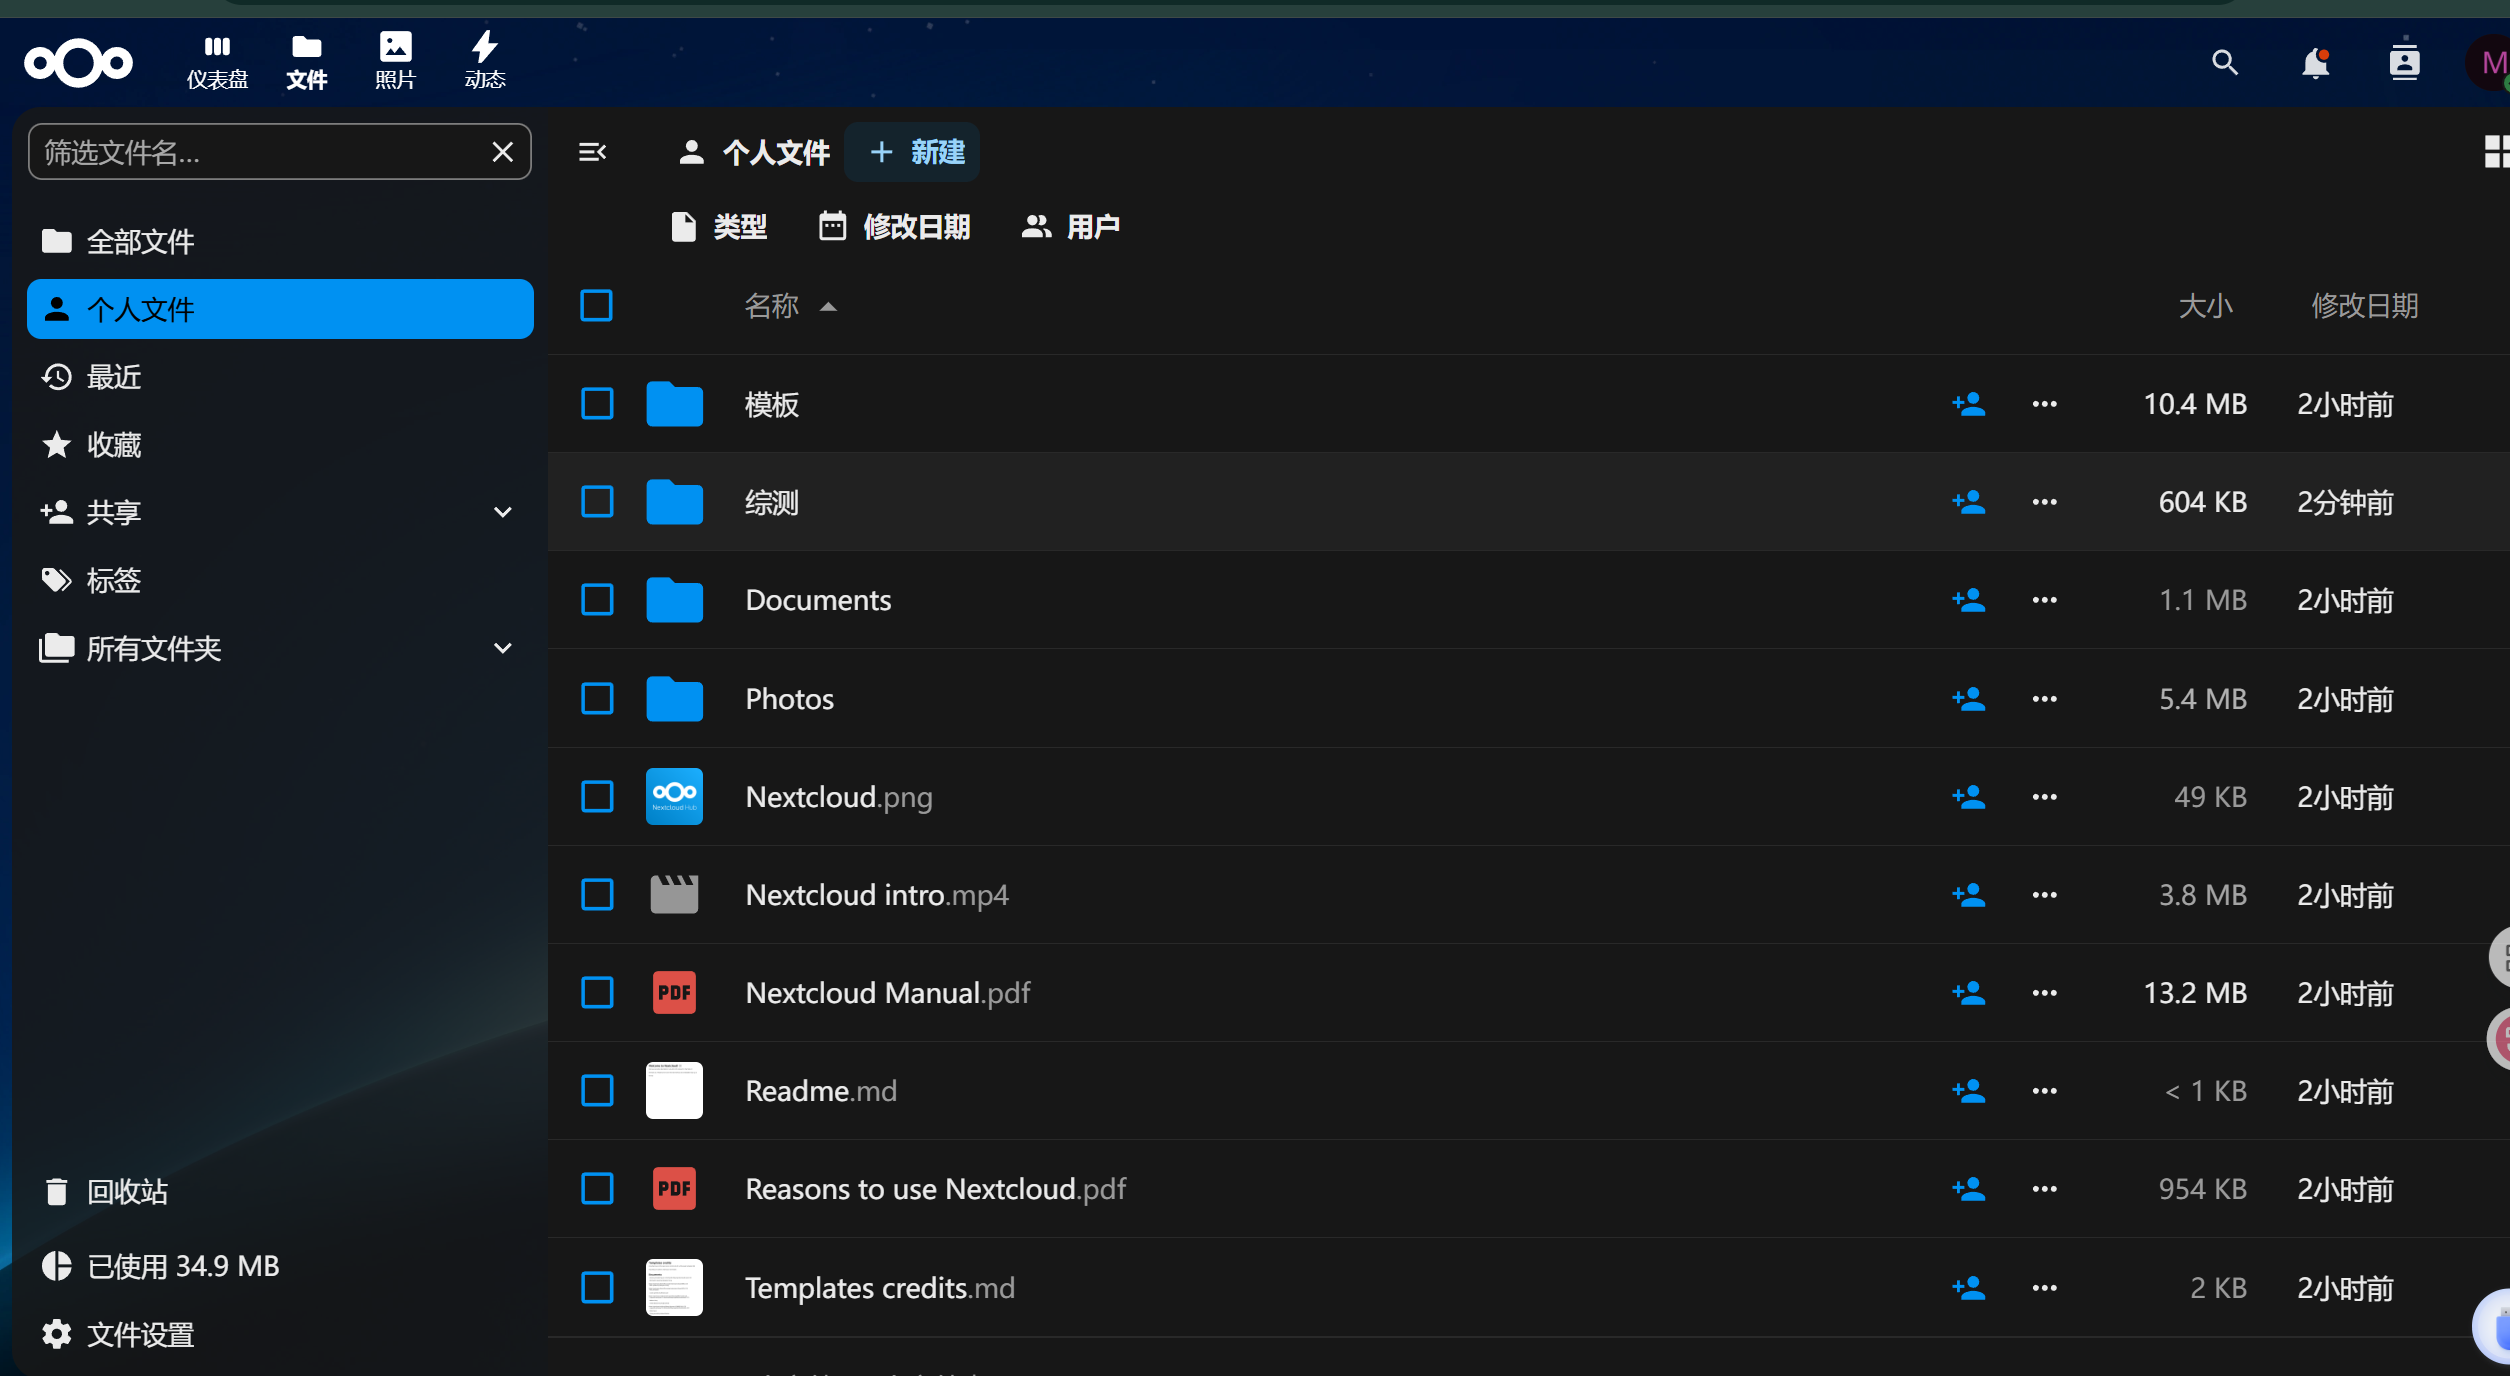 仪表盘
文件
照片
动态
M
筛选文件名...
全部文件
个人文件
最近
收藏
共享
标签
所有文件夹
回收站
已使用 34.9 MB
文件设置
个人文件 + 新建
类型 修改日期 用户
名称 大小 修改日期
模板 10.4 MB 2小时前
综测 604 KB 2分钟前
Documents 1.1 MB 2小时前
Photos 5.4 MB 2小时前
Nextcloud.png 49 KB 2小时前
Nextcloud intro.mp4 3.8 MB 2小时前
PDF Nextcloud Manual.pdf 13.2 MB 2小时前
Readme.md < 1 KB 2小时前
PDF Reasons to use Nextcloud.pdf 954 KB 2小时前
Templates credits.md 2 KB 2小时前